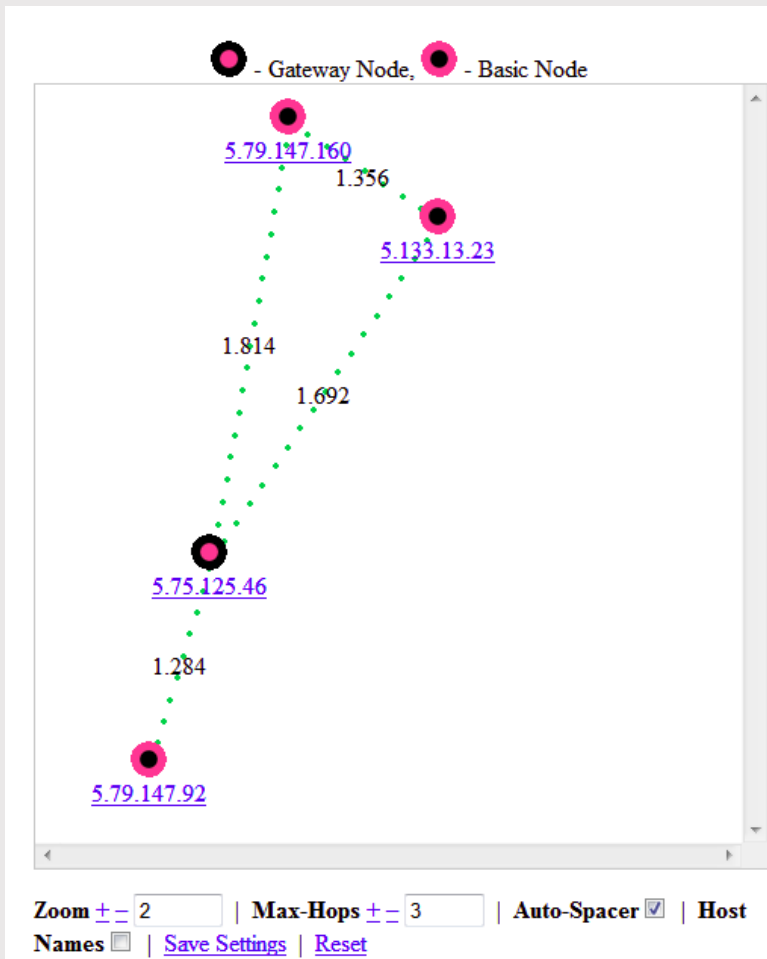 - Gateway Node, - Basic Node
5.79.147.160
1.356
5.133.13.23
1.814
1.692
5.75.125.46
1.284
5.79.147.92
Zoom + - 2 | Max-Hops + - 3 | Auto-Spacer | Host
Names | Save Settings | Reset